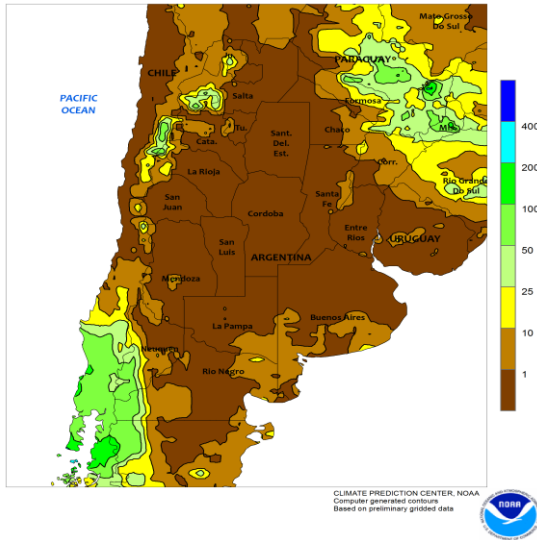 Mato Grosso
Do Sul
PARAGUAY
CHILE
PACIFIC
OCEAN
Salta
Formosa
400
Tu.
Sant.
Del.
Est.
Chaco
Mis.
200
Cata.
Corr.
La Rioja
Rio Grande
Do Sul
San
Juan
Santa
Fe
100
Cordoba
Entre
Rios
URUGUAY
San
Luis
ARGENTINA
50
Mendoza
25
La Pampa
Buenos Aires
10
Neuquen
Rio Negro
1
CLIMATE PREDICTION CENTER, NOAA
Computer generated contours
Based on preliminary gridded data
NOAA